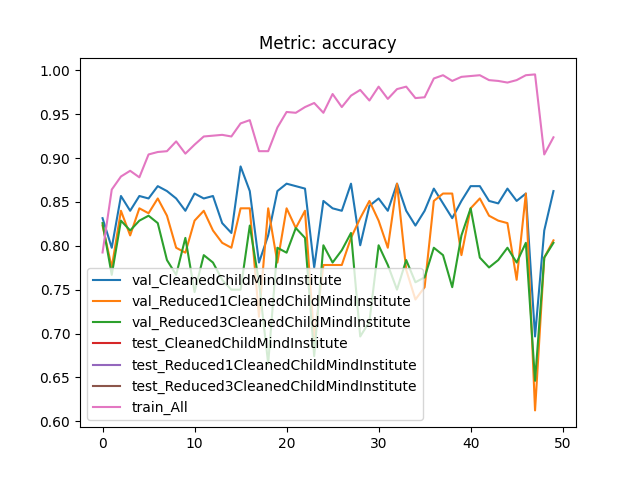 Metric: accuracy
1.00
0.95
0.90
0.85
0.80
0.75
0.70
0.65
0.60
val_CleanedChildMindInstitute
val_Reduced1CleanedChildMindInstitute
val_Reduced3CleanedChildMindInstitute
test_CleanedChildMindInstitute
test_Reduced1CleanedChildMindInstitute
test_Reduced3CleanedChildMindInstitute
train_All
0 10 20 30 40 50